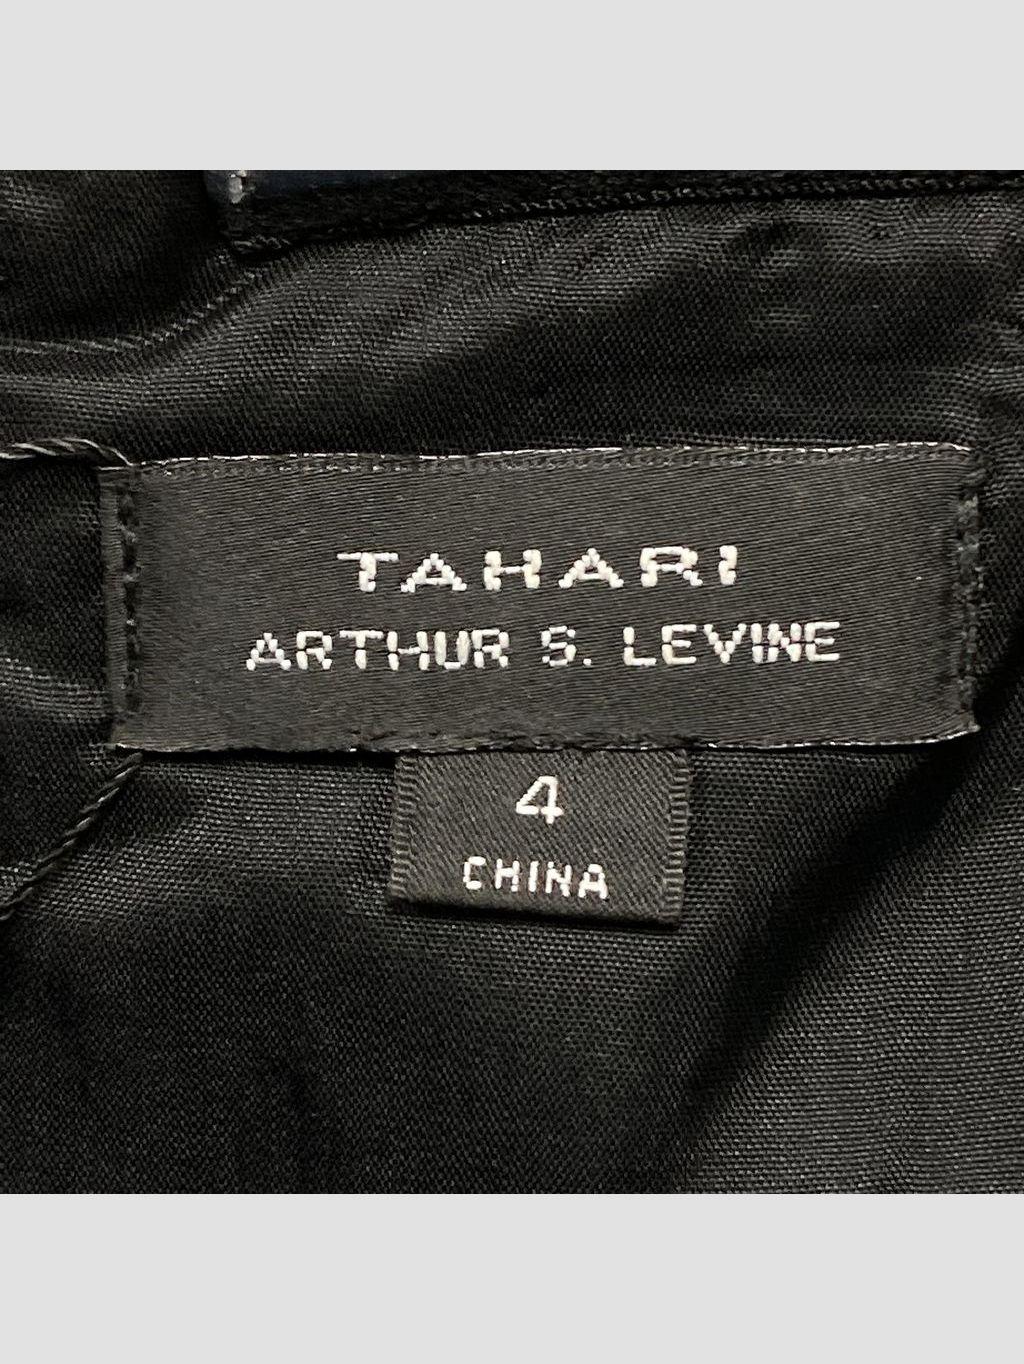 TAHARI
ARTHUR S. LEVINE
4
CHINA